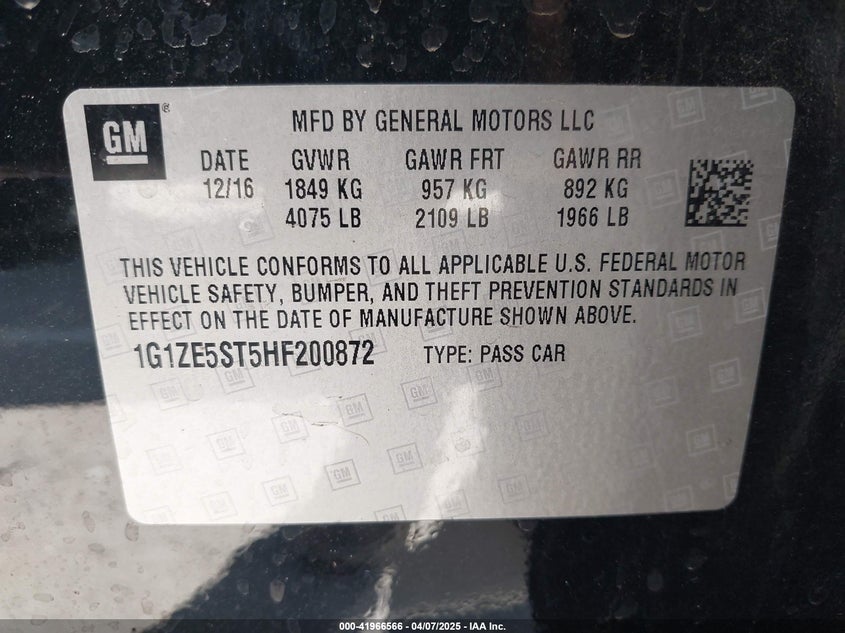 GM
MFD BY GENERAL MOTORS LLC
DATE GVWR GAWR FRT GAWR RR
12/16 1849 KG 957 KG 892 KG
4075 LB 2109 LB 1966 LB
THIS VEHICLE CONFORMS TO ALL APPLICABLE U.S. FEDERAL MOTOR
VEHICLE SAFETY, BUMPER, AND THEFT PREVENTION STANDARDS IN
EFFECT ON THE DATE OF MANUFACTURE SHOWN ABOVE.
1G1ZE5ST5HF200872 TYPE: PASS CAR
000-41966566 - 04/07/2025 - IAA Inc.